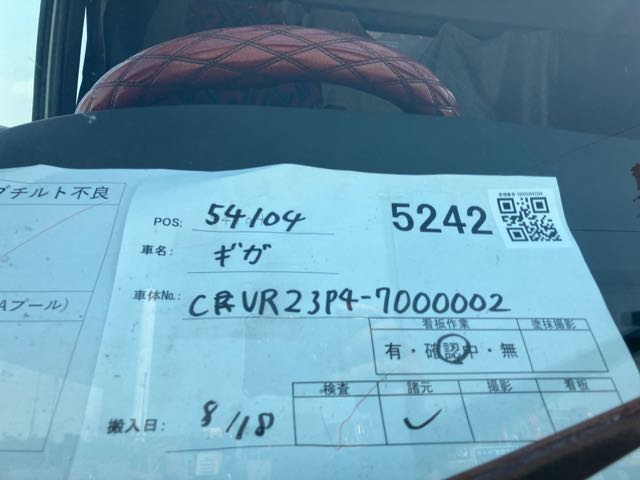 ブチルト不良
POS: 54104
5242
車名: ギガ
Aプール)
車体No.: CVR23P4-7000002
看板作業
塗抹撮影
有・確認中・無
検査
諸元
撮影
看板
搬入日: 8/18